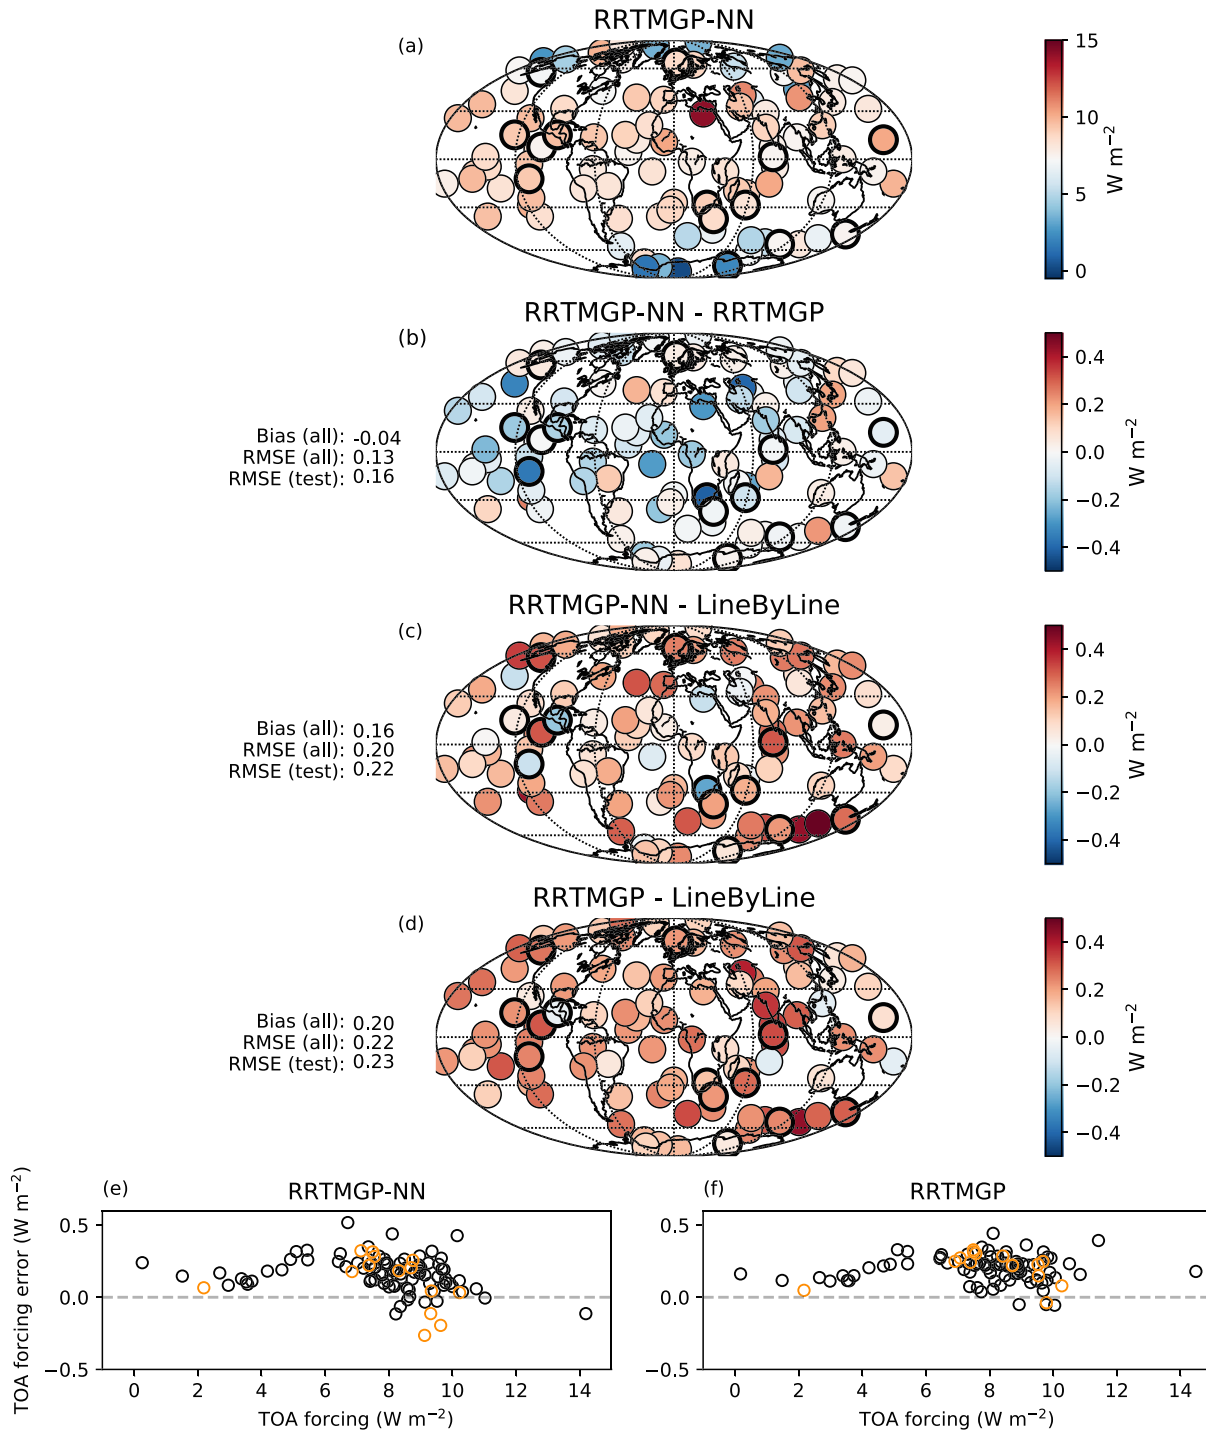 RRTMGP-NN
(a)
15
10
5
0
W m⁻²
RRTMGP-NN - RRTMGP
(b)
Bias (all): -0.04
RMSE (all): 0.13
RMSE (test): 0.16
0.4
0.2
0.0
−0.2
−0.4
W m⁻²
RRTMGP-NN - LineByLine
(c)
Bias (all): 0.16
RMSE (all): 0.20
RMSE (test): 0.22
0.4
0.2
0.0
−0.2
−0.4
W m⁻²
RRTMGP - LineByLine
(d)
Bias (all): 0.20
RMSE (all): 0.22
RMSE (test): 0.23
0.4
0.2
0.0
−0.2
−0.4
W m⁻²
(e)
RRTMGP-NN
TOA forcing error (W m⁻²)
0.5
0.0
−0.5
0 2 4 6 8 10 12 14
TOA forcing (W m⁻²)
(f)
RRTMGP
0.5
0.0
−0.5
0 2 4 6 8 10 12 14
TOA forcing (W m⁻²)